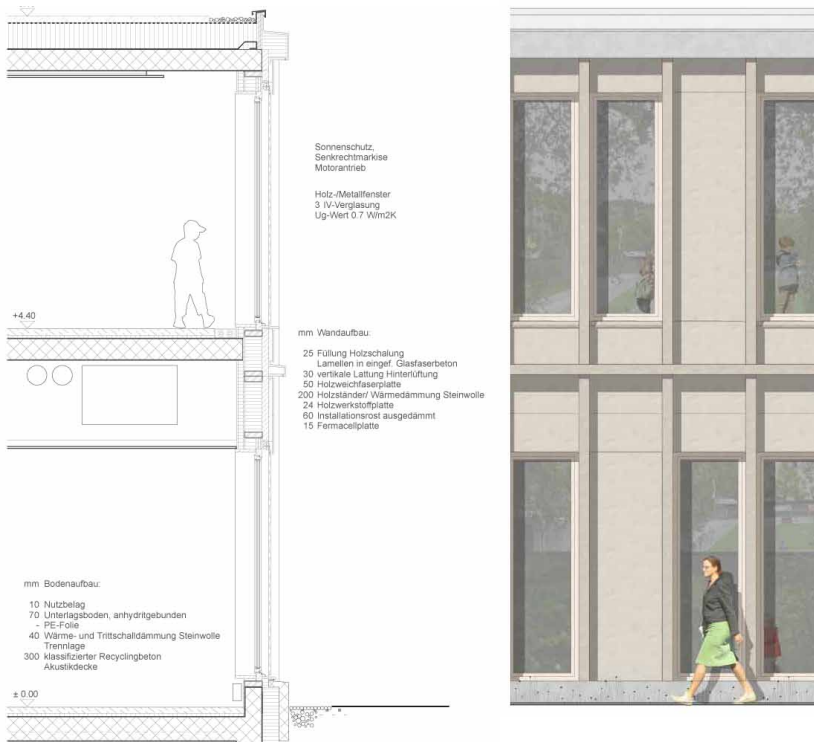 Sonnenschutz,
Senkrechtmarkise
Motorantrieb
Holz-/Metallfenster
3 IV-Verglasung
Ug-Wert 0.7 W/m2K
+4.40
mm Wandaufbau:
25 Füllung Holzschalung
Lamellen in eingef. Glasfaserbeton
30 vertikale Lattung Hinterlüftung
50 Holzweichfaserplatte
200 Holzständer/ Wärmedämmung Steinwolle
24 Holzwerkstoffplatte
60 Installationsrost ausgedämmt
15 Fermacellplatte
mm Bodenaufbau:
10 Nutzbelag
70 Unterlagsboden, anhydritgebunden
- PE-Folie
40 Wärme- und Trittschalldämmung Steinwolle
Trennlage
300 klassifizierter Recyclingbeton
Akustikdecke
± 0.00